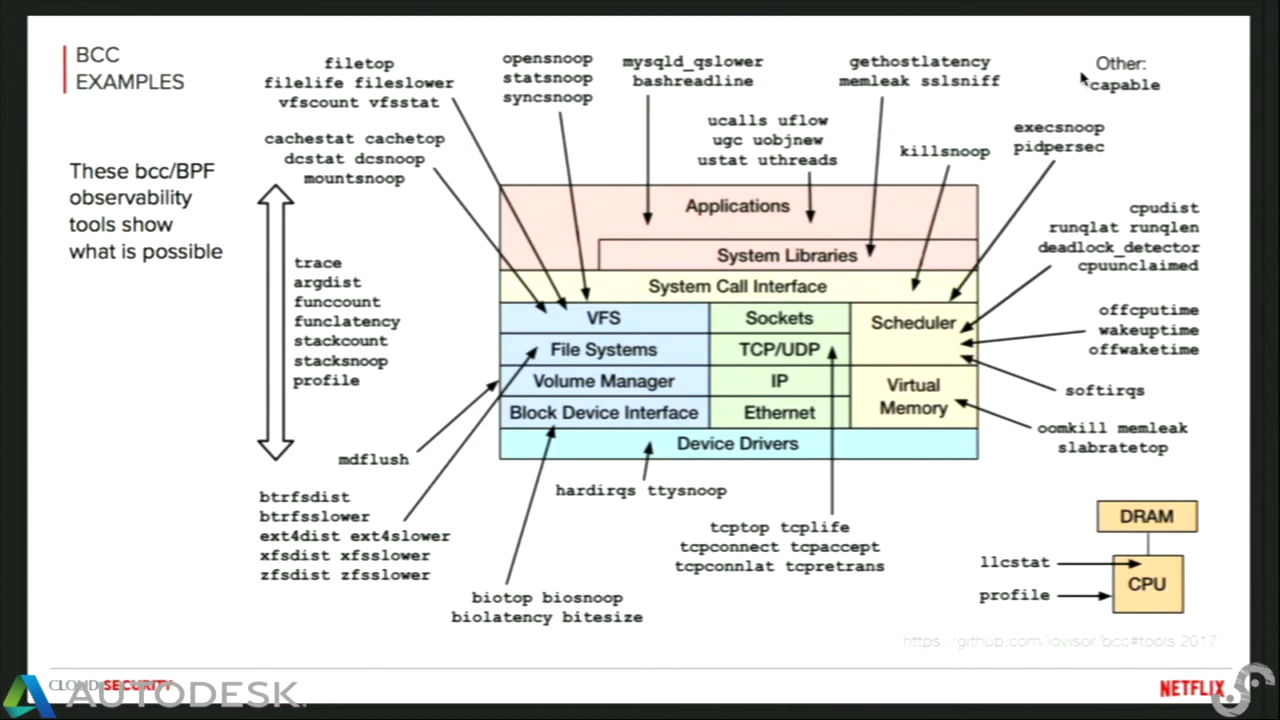 BCC
EXAMPLES
These bcc/BPF
observability
tools show
what is possible
filetop
filelife fileslower
vfscount vfsstat
cachestat cachetop
dcstat dcsnoop
mountsnoop
opensnoop
statsnoop
syncsnoop
mysqld_qslower
bashreadline
ucalls uflow
ugc uobjnew
ustat uthreads
gethostlatency
memleak sslsniff
killsnoop
Other:
capable
execsnoop
pidpersec
cpudist
runqlat runqlen
deadlock_detector
cpuunclaimed
offcputime
wakeuptime
offwaketime
softirqs
oomkill memleak
slabratetop
trace
argdist
funccount
funclatency
stackcount
stacksnoop
profile
Applications
System Libraries
System Call Interface
VFS
Sockets
Scheduler
File Systems
TCP/UDP
Volume Manager
IP
Virtual
Memory
Block Device Interface
Ethernet
Device Drivers
mdflush
btrfsdist
btrfsslower
ext4dist ext4slower
xfsdist xfsslower
zfsdist zfsslower
hardirqs ttysnoop
biotop biosnoop
biolatency bitesize
tcptop tcplife
tcpconnect tcpaccept
tcpconnlat tcpretrans
DRAM
CPU
llcstat
profile
https://github.com/iovisor/bcc#tools 2017
CLOUD SECURITY
AUTODESK.
NETFLIX